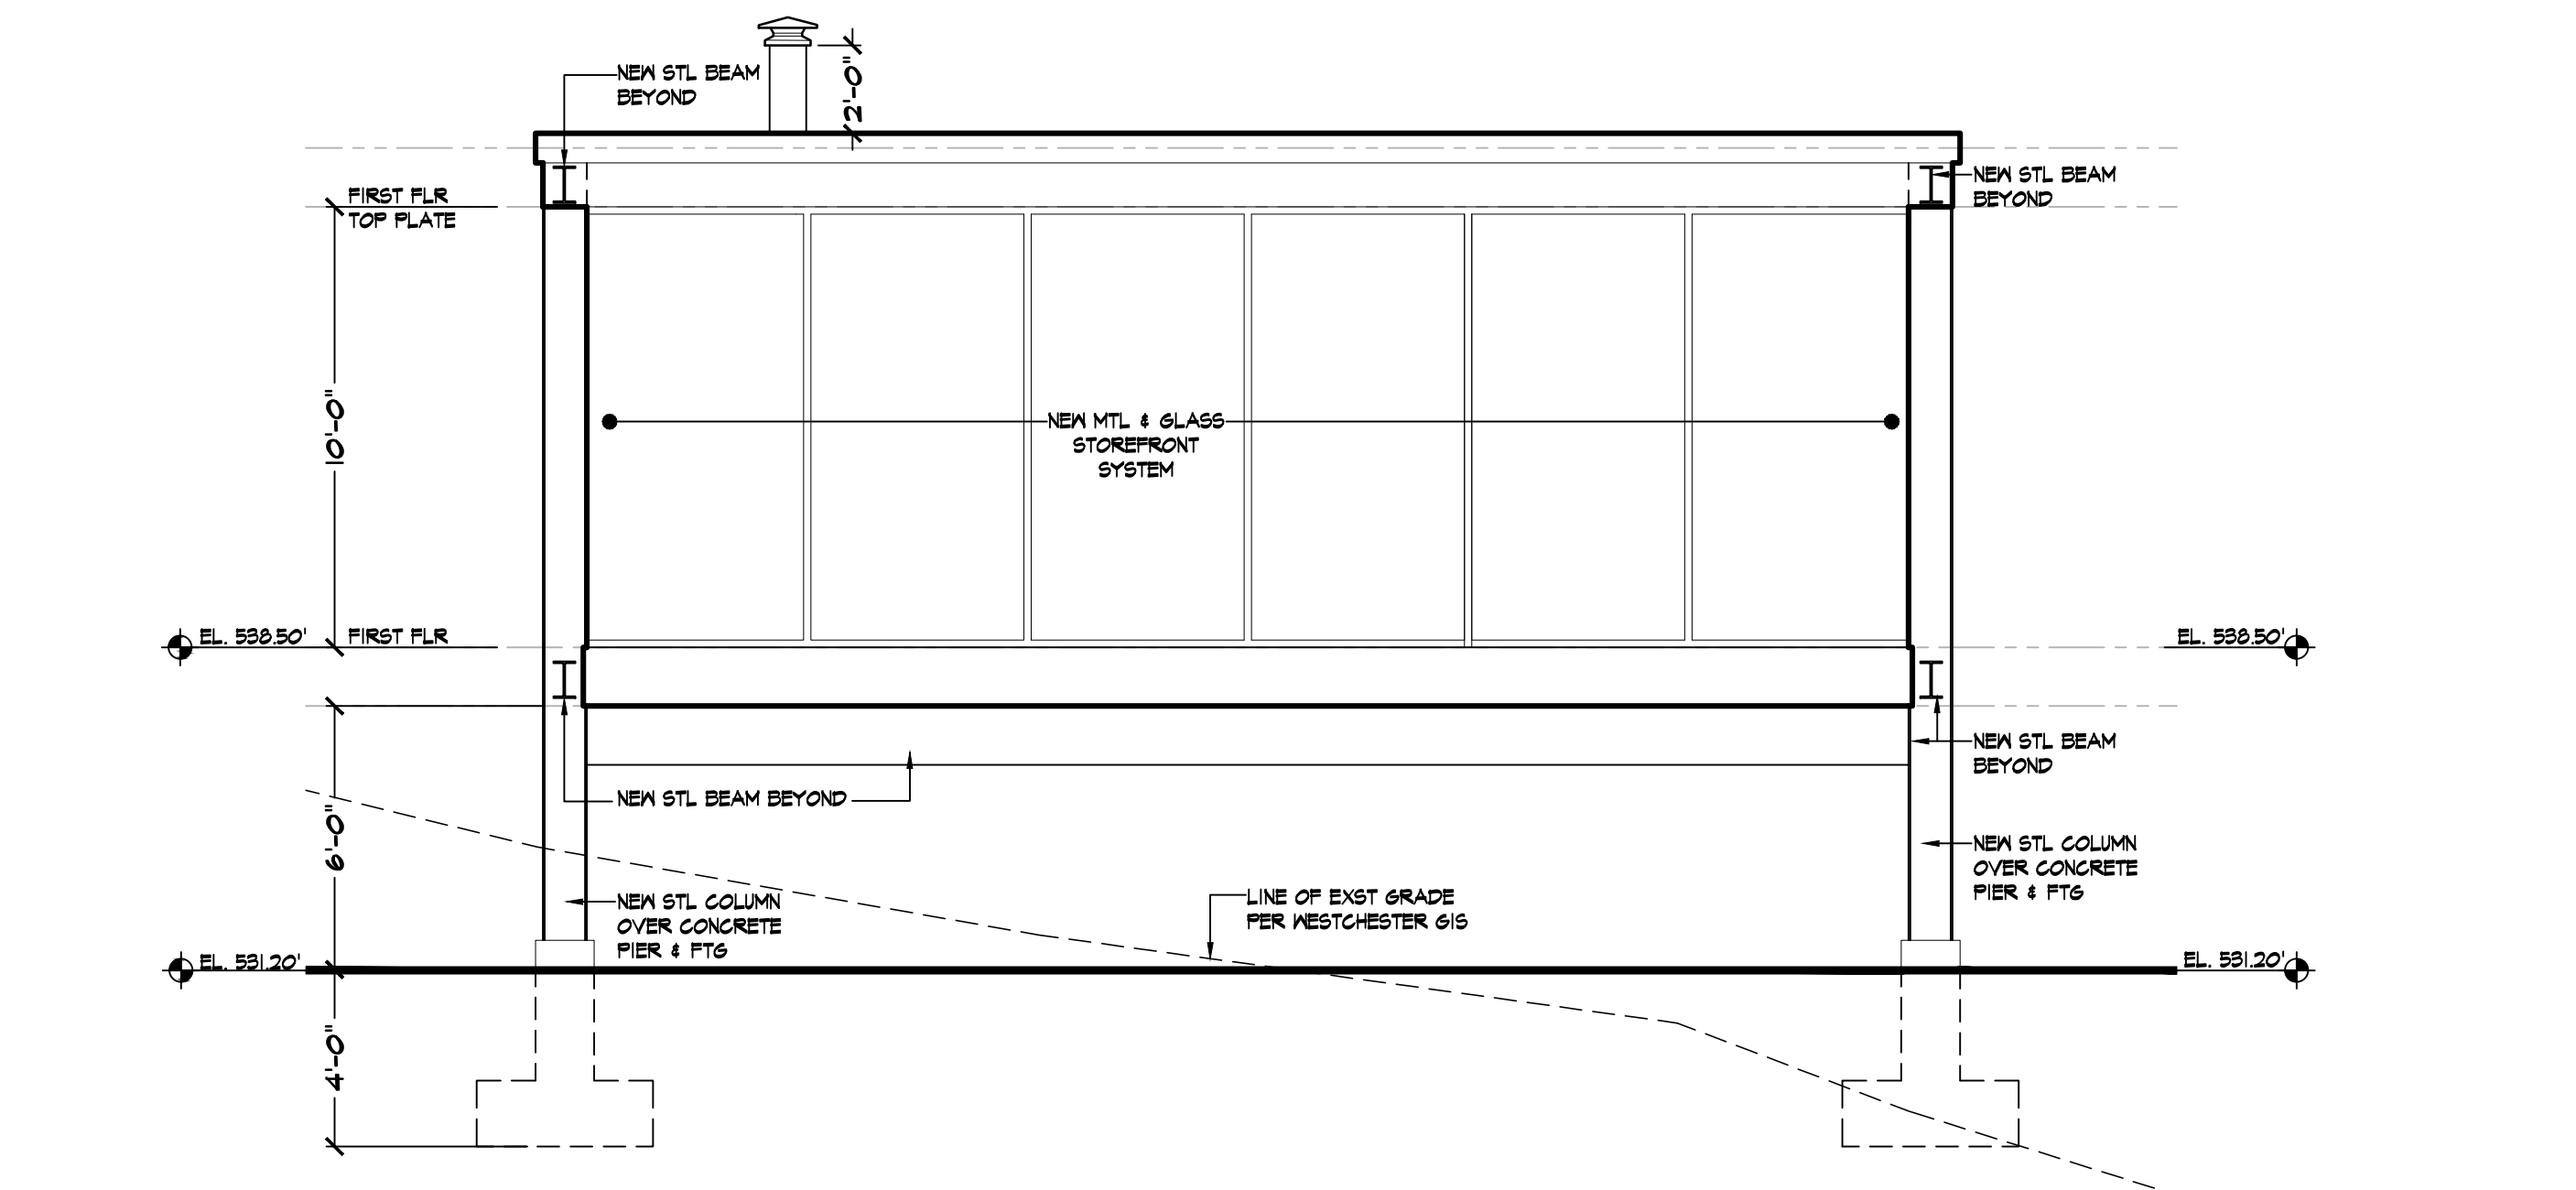 2'-0"
NEW STL BEAM
BEYOND
NEW STL BEAM
BEYOND
FIRST FLR
TOP PLATE
10'-0"
NEW MTL & GLASS
STOREFRONT
SYSTEM
EL. 538.50'
FIRST FLR
EL. 538.50'
NEW STL BEAM
BEYOND
NEW STL BEAM BEYOND
6'-0"
NEW STL COLUMN
OVER CONCRETE
PIER & FTG
LINE OF EXST GRADE
PER WESTCHESTER GIS
NEW STL COLUMN
OVER CONCRETE
PIER & FTG
EL. 531.20'
EL. 531.20'
4'-0"